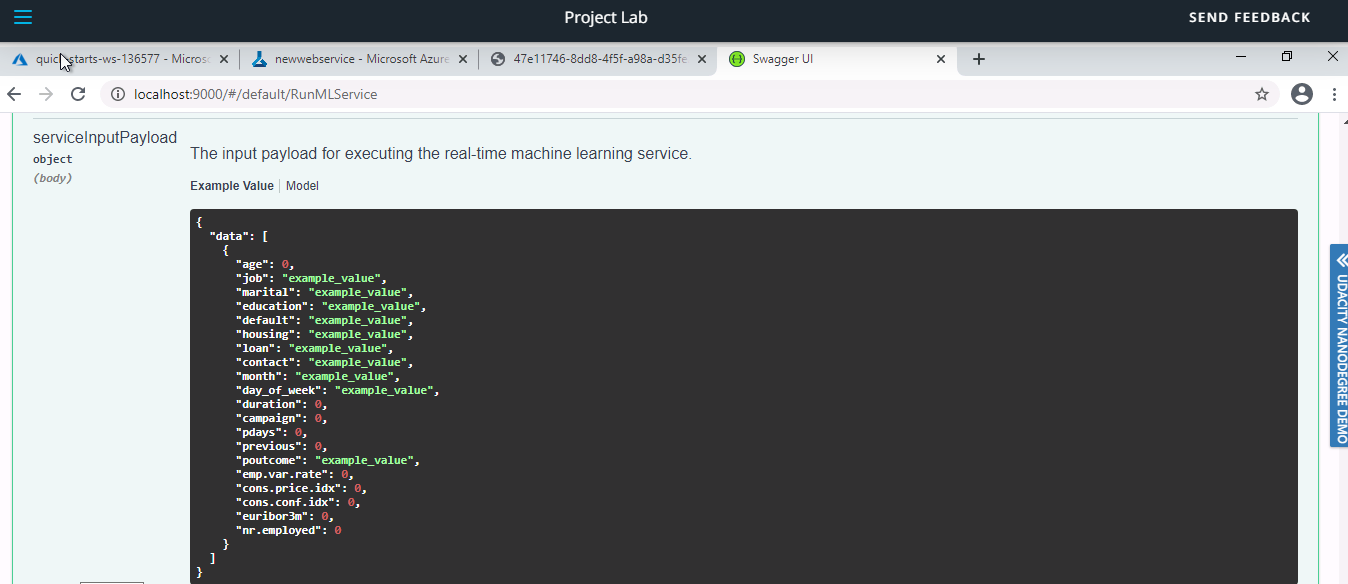 Project Lab
SEND FEEDBACK
quickstarts-ws-136577 - Micros
newwebservice - Microsoft Azure
47e11746-8dd8-4f5f-a98a-d35fe
Swagger UI
localhost:9000/#/default/RunMLService
serviceInputPayload
object
(body)
The input payload for executing the real-time machine learning service.
Example Value | Model
{
"data": [
{
"age": 0,
"job": "example_value",
"marital": "example_value",
"education": "example_value",
"default": "example_value",
"housing": "example_value",
"loan": "example_value",
"contact": "example_value",
"month": "example_value",
"day_of_week": "example_value",
"duration": 0,
"campaign": 0,
"pdays": 0,
"previous": 0,
"poutcome": "example_value",
"emp.var.rate": 0,
"cons.price.idx": 0,
"cons.conf.idx": 0,
"euribor3m": 0,
"nr.employed": 0
}
]
}
UDACITY NANODEGREE DEMO